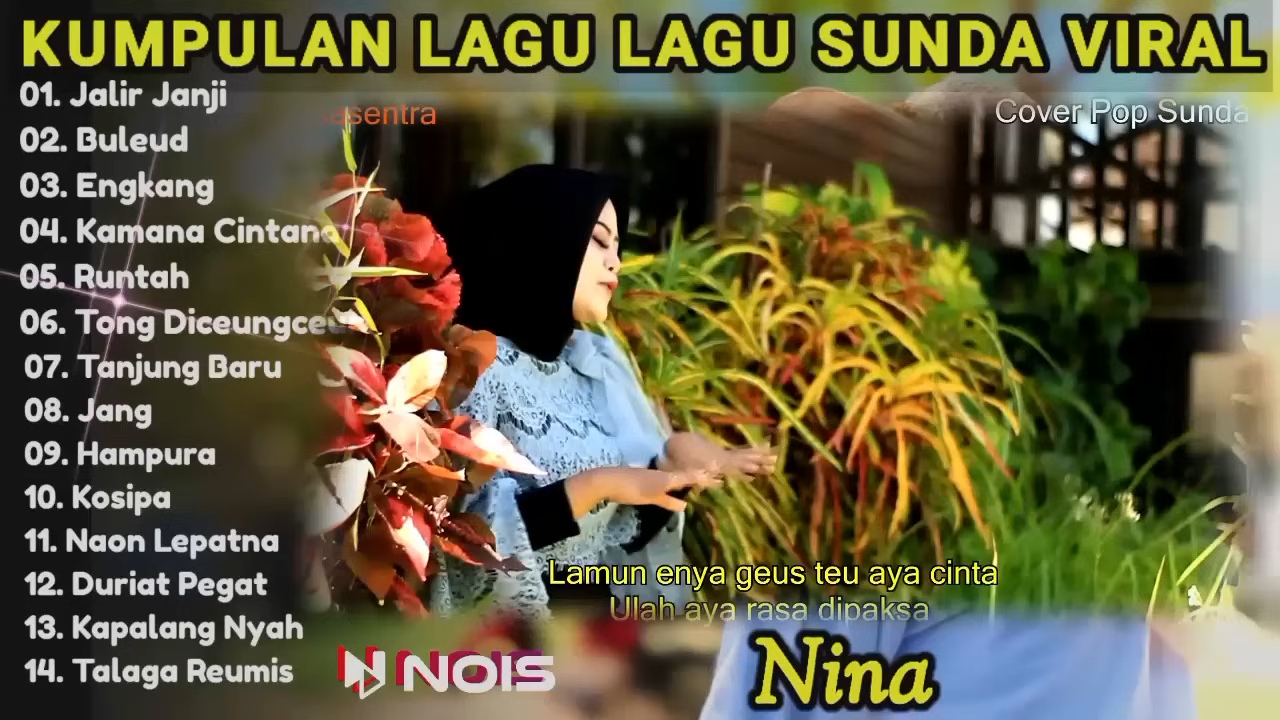 KUMPULAN LAGU LAGU SUNDA VIRAL
01. Jalir Janji
02. Buleud
03. Engkang
04. Kamana Cintana
05. Runtah
06. Tong
07. Tanjung Baru
08. Jang
09. Hampura
10. Kosipa
11. Naon Lepatna
12. Duriat Pegat
13. Kapalang Nyah
14. Talaga Reumis
Cover Pop Sunda
Lamun enya geus teu aya cinta
Ulah aya rasa dipaksa
NOIS
Nina